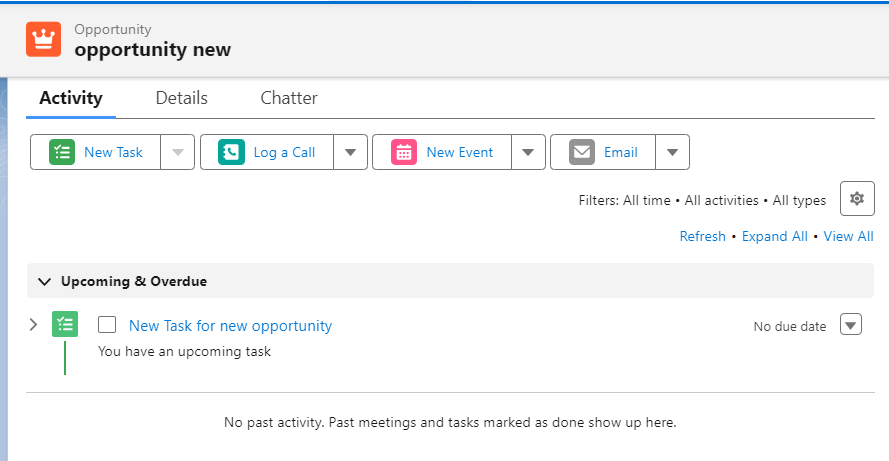 Opportunity
opportunity new
Activity Details Chatter
New Task Log a Call New Event Email
Filters: All time • All activities • All types
Refresh • Expand All • View All
Upcoming & Overdue
New Task for new opportunity No due date
You have an upcoming task
No past activity. Past meetings and tasks marked as done show up here.